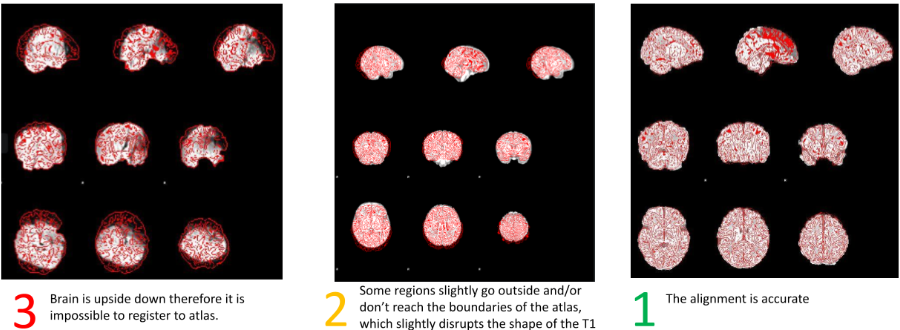 3 Brain is upside down therefore it is
impossible to register to atlas.
2 Some regions slightly go outside and/or
don't reach the boundaries of the atlas,
which slightly disrupts the shape of the T1
1 The alignment is accurate